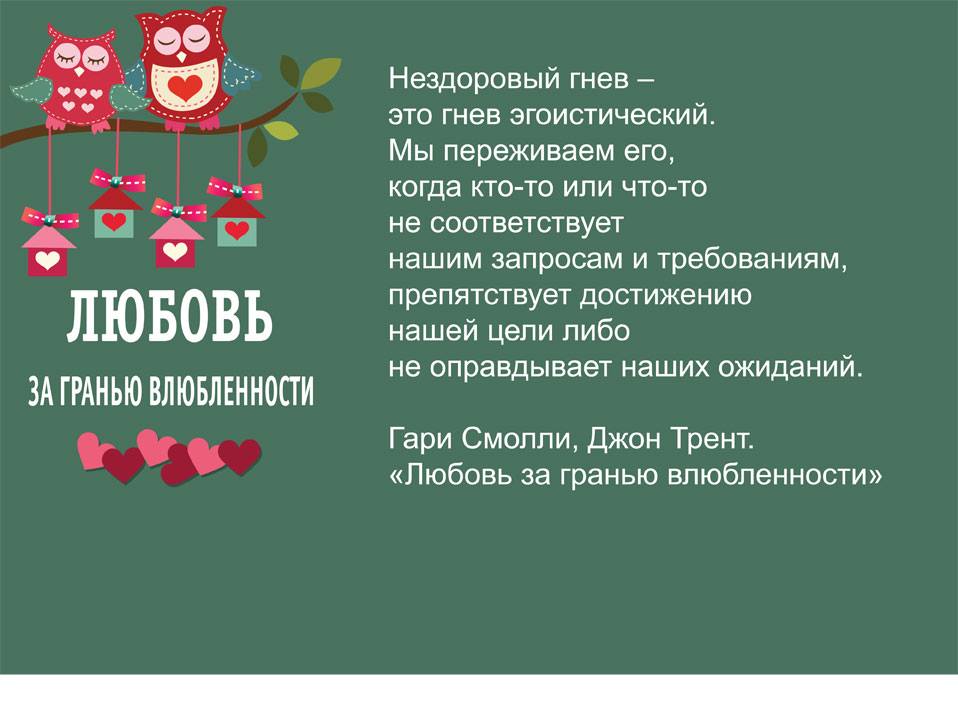 ЛЮБОВЬ
ЗА ГРАНЬЮ ВЛЮБЛЕННОСТИ
Нездоровый гнев –
это гнев эгоистический.
Мы переживаем его,
когда кто-то или что-то
не соответствует
нашим запросам и требованиям,
препятствует достижению
нашей цели либо
не оправдывает наших ожиданий.
Гари Смолли, Джон Трент.
«Любовь за гранью влюбленности»